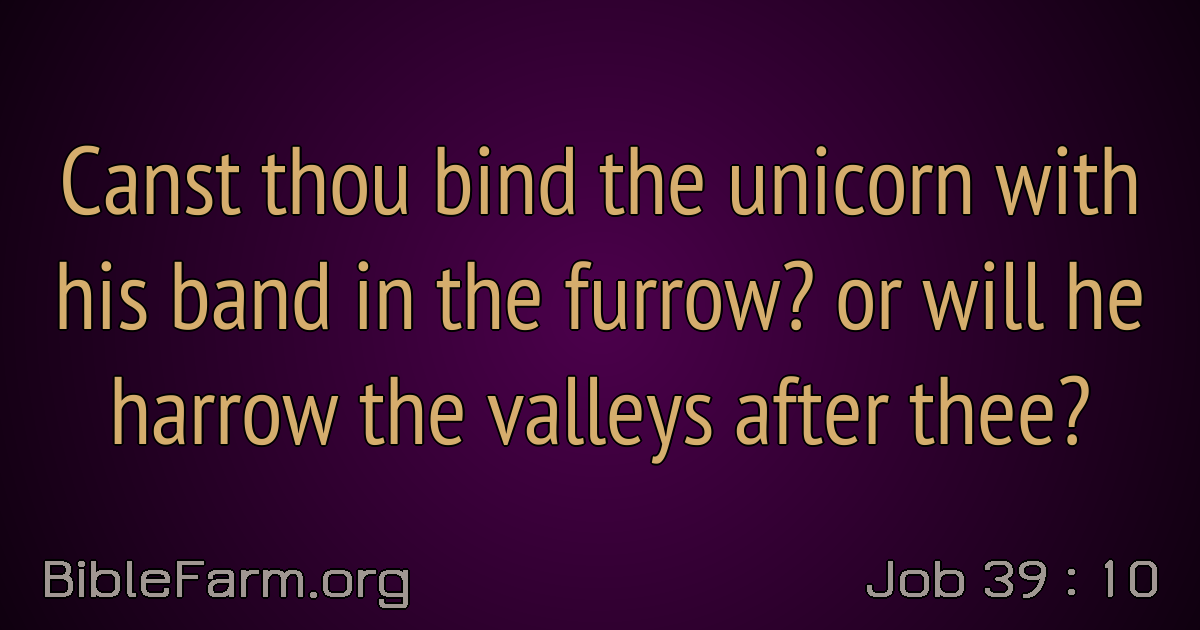 Canst thou bind the unicorn with
his band in the furrow? or will he
harrow the valleys after thee?
BibleFarm.org
Job 39 : 10